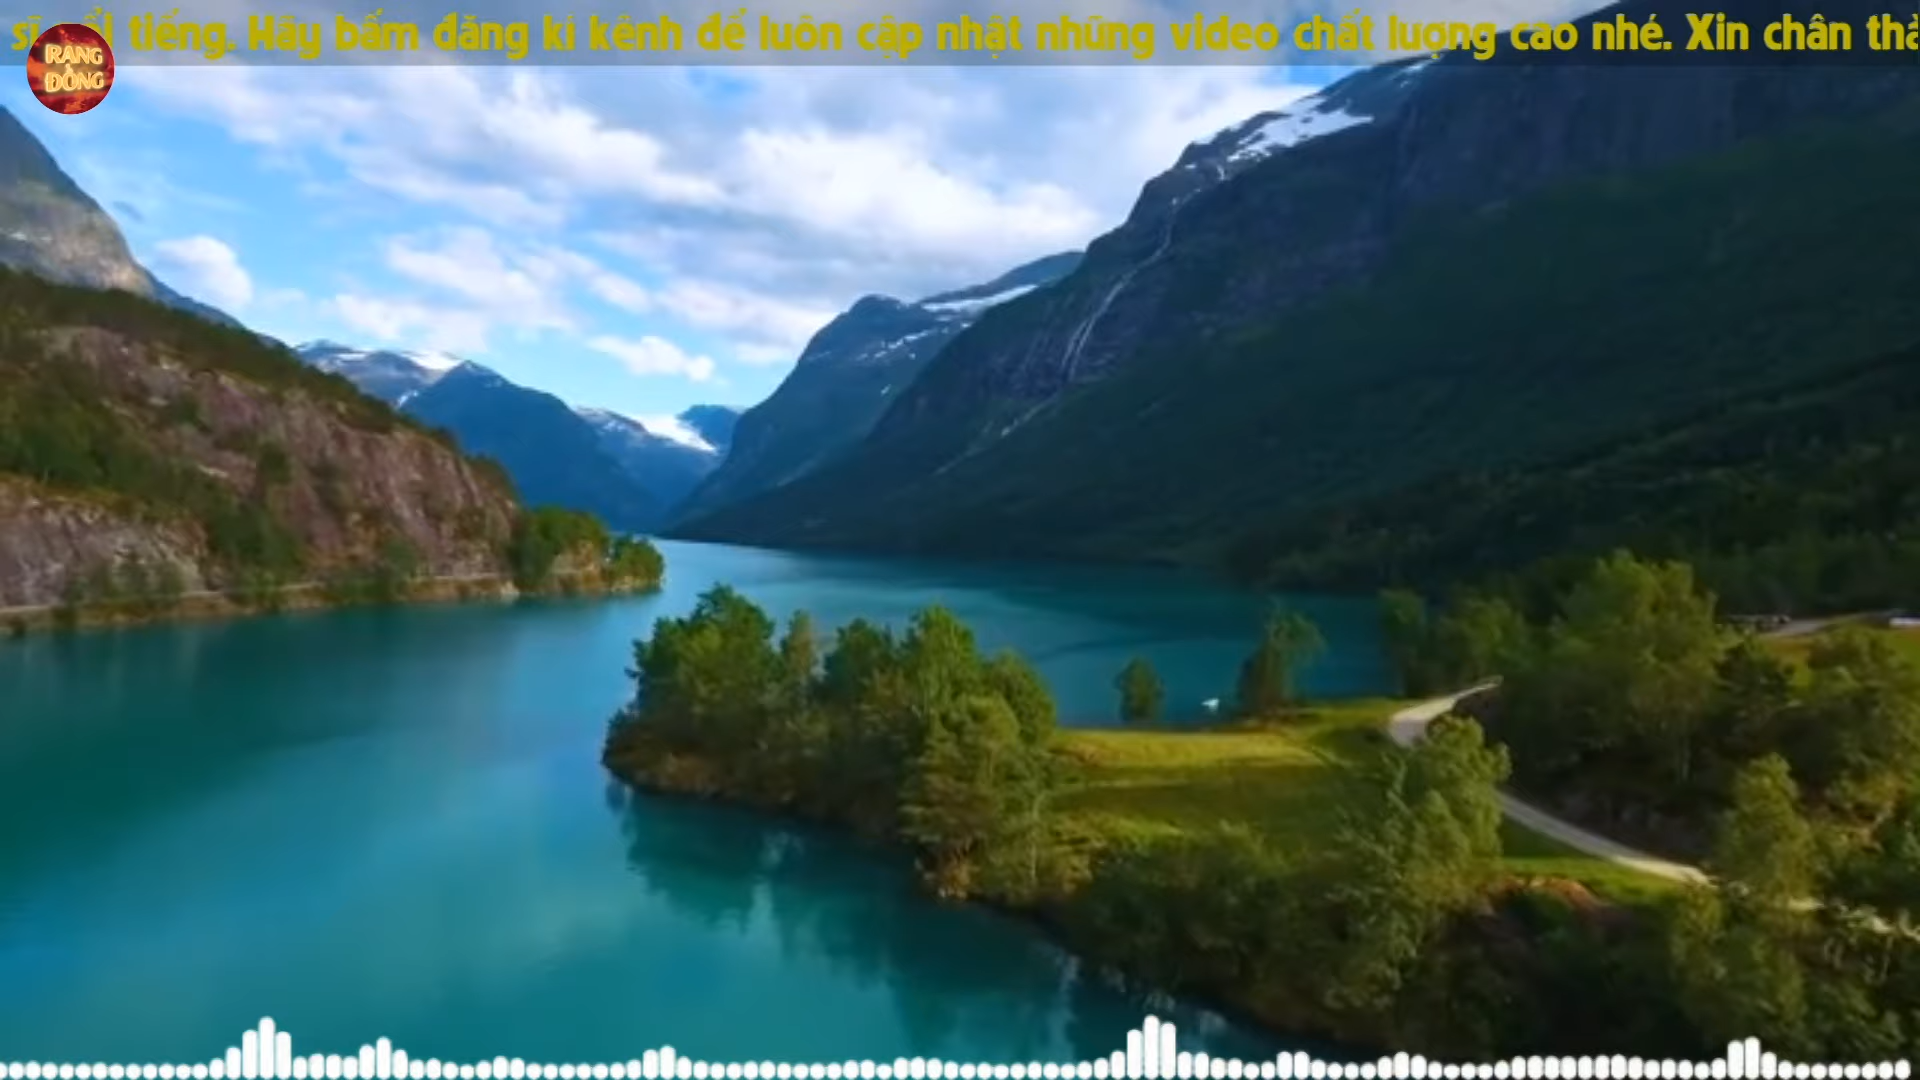 tiếng. Hãy bấm đăng kí kênh để luôn cập nhật những video chất lượng cao nhé. Xin chân
RẠNG
ĐÔNG